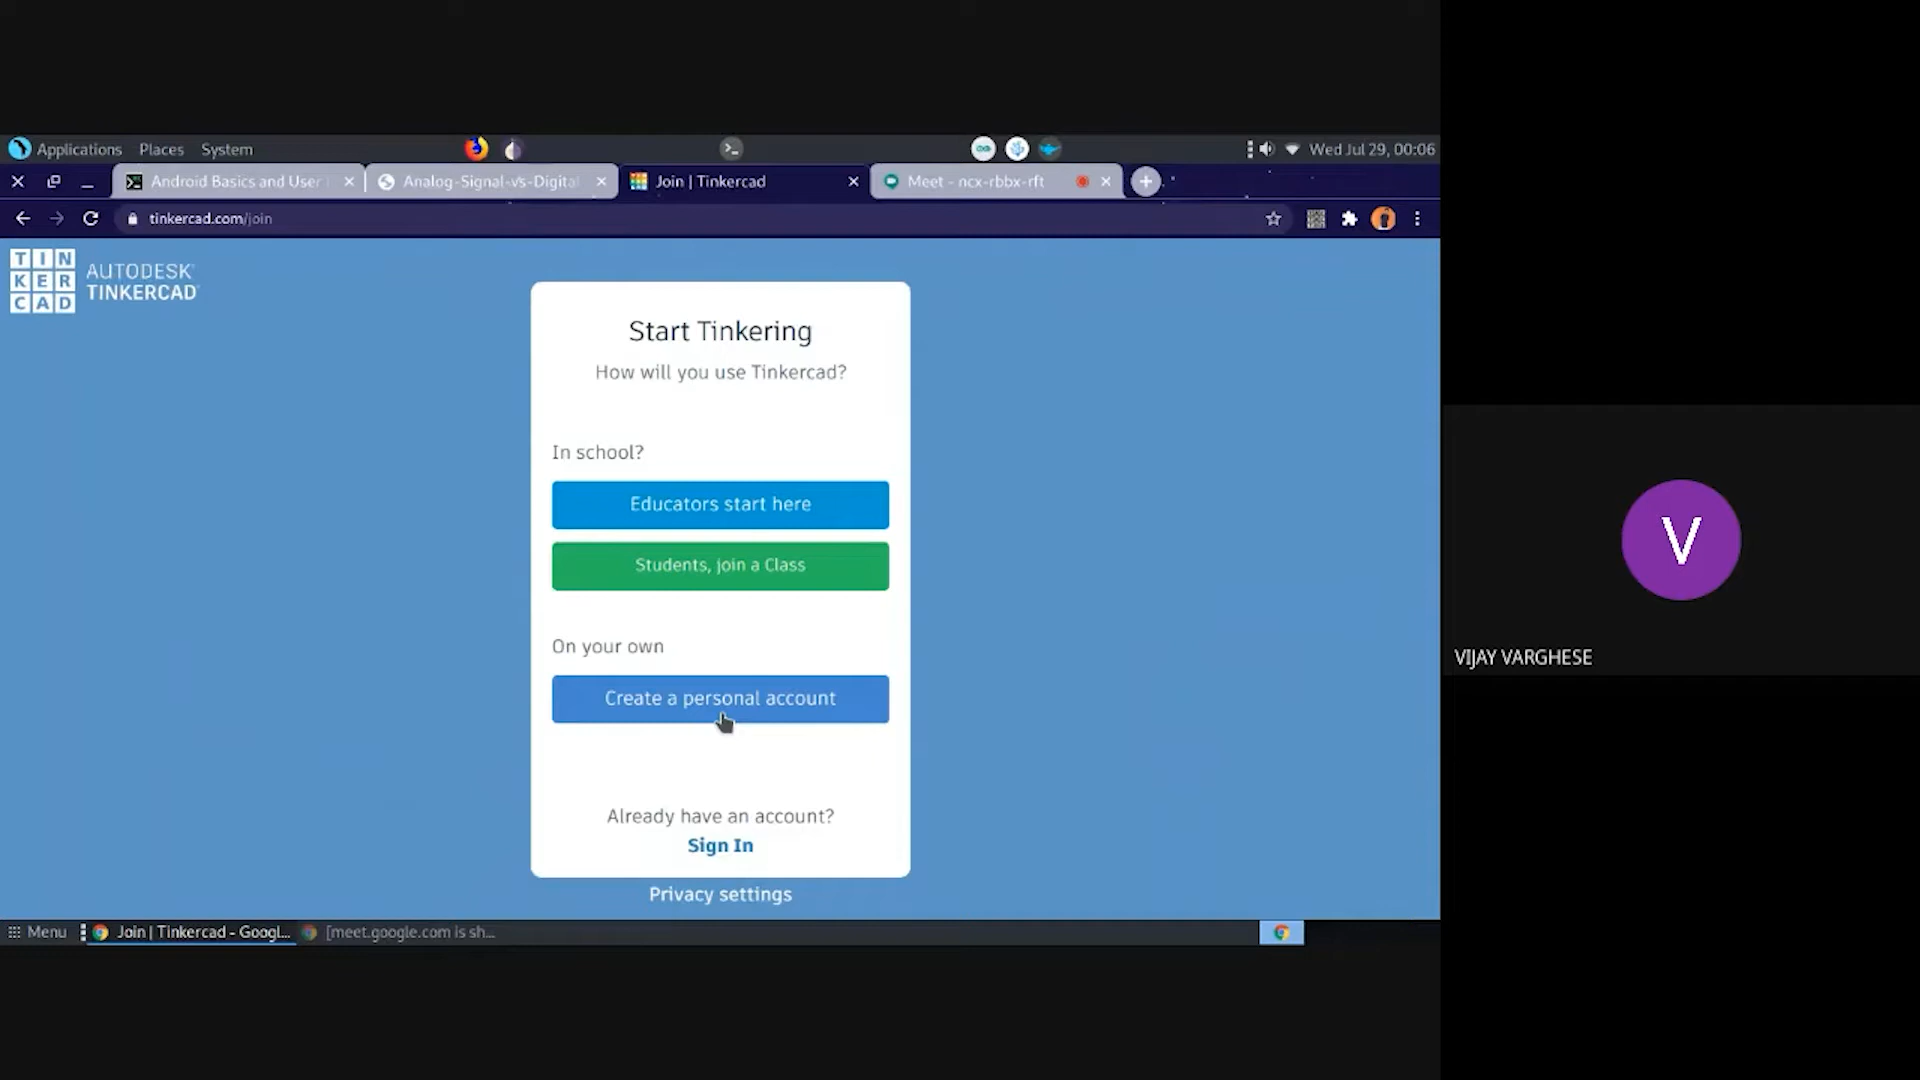 Applications Places System
Wed Jul 29, 00:06
Android Basics and User
Analog-Signal-vs-Digital
Join | Tinkercad
Meet - ncx-rbbx-rft
tinkercad.com/join
TIN
KER
CAD
AUTODESK
TINKERCAD
Start Tinkering
How will you use Tinkercad?
In school?
Educators start here
Students, join a Class
On your own
Create a personal account
Already have an account?
Sign In
Privacy settings
V
VIJAY VARGHESE
Menu
Join | Tinkercad - Googl...
[meet.google.com is sh...